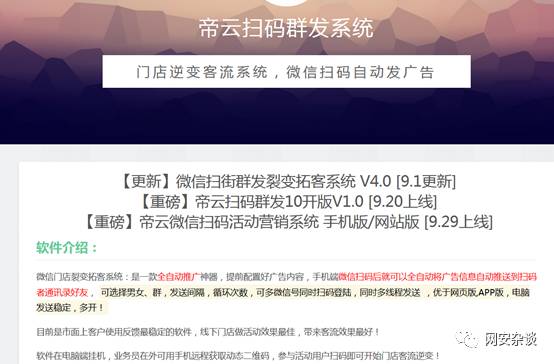 帝云扫码群发系统
门店逆变客流系统，微信扫码自动发广告
【更新】微信扫街群发裂变拓客系统 V4.0 [9.1更新]
【重磅】帝云扫码群发10开版V1.0 [9.20上线]
【重磅】帝云微信扫码活动营销系统 手机版/网站版 [9.29上线]
软件介绍：
微信门店裂变拓客系统：是一款全自动推广神器，提前配置好广告内容，手机端微信扫码后就可以全自动将广告信息自动推送到扫码
者通讯录好友， 可选择男女、群，发送间隔，循环次数，可多微信号同时扫码登陆，同时多线程发送 ，优于网页版,APP版，电脑
发送稳定，多开！
目前是市面上客户使用反馈最稳定的软件，线下门店做活动效果最佳，带来客流效果最好！
软件在电脑端挂机，业务员在外可用手机远程获取动态二维码，参与活动用户扫码即可开始门店客流逆变！
网安杂谈